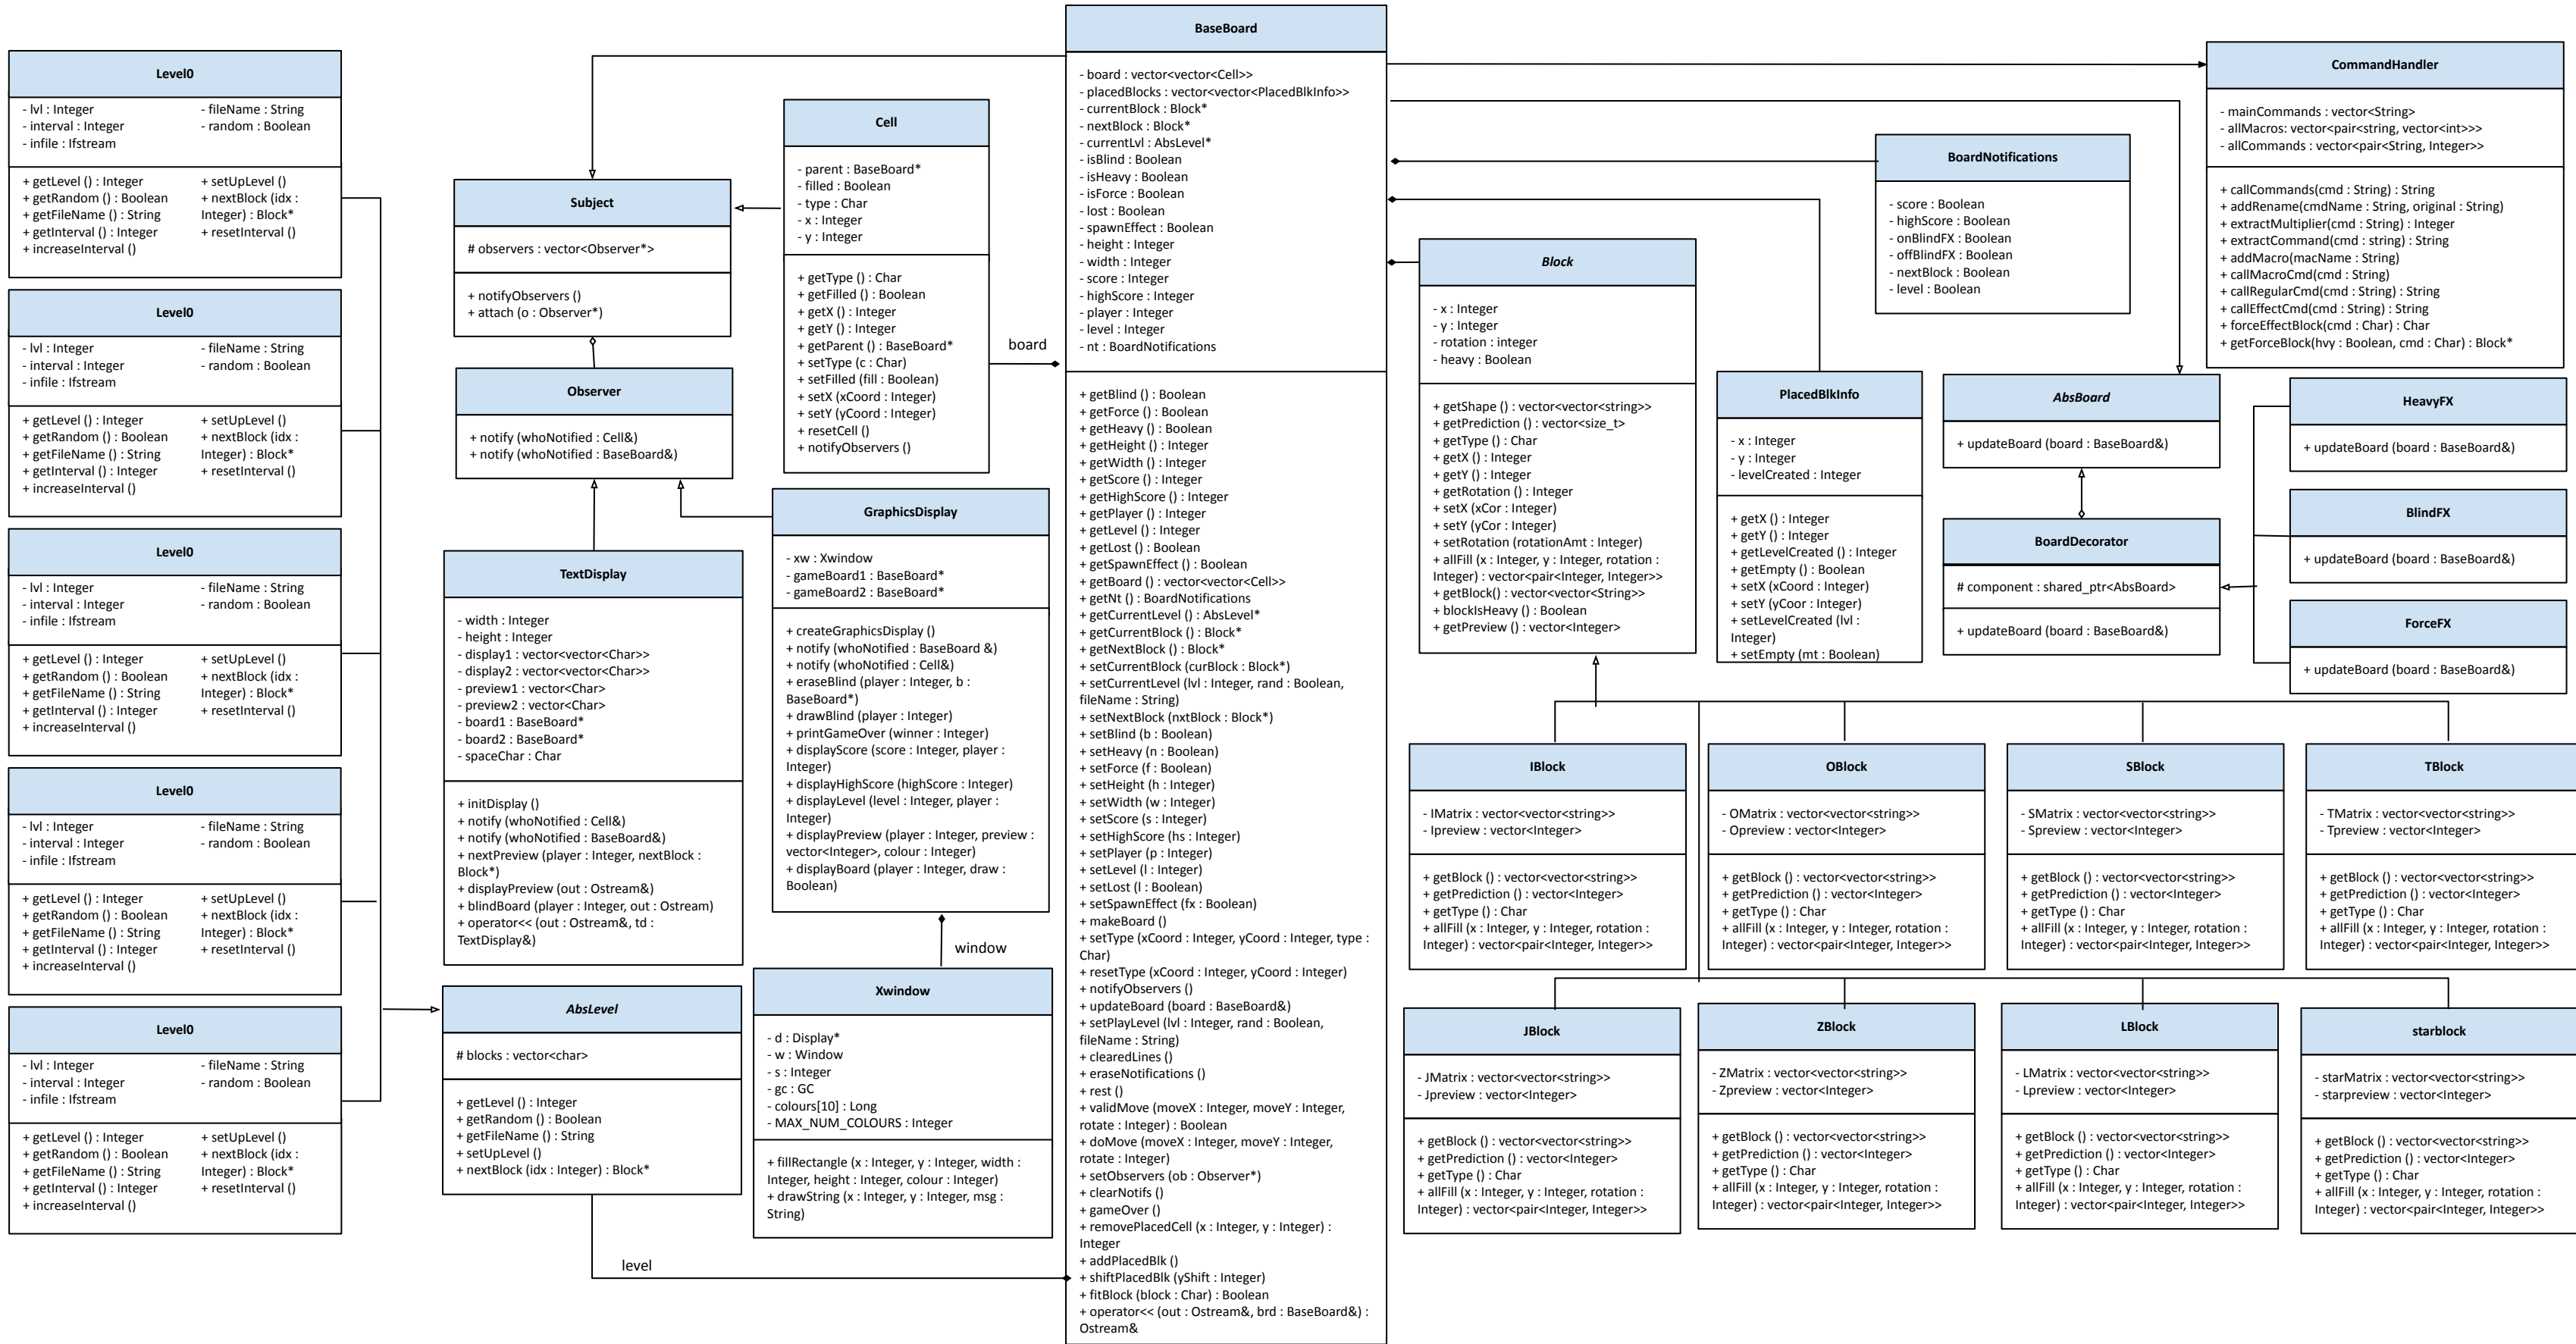 BaseBoard
- board : vector<vector<Cell>>
- placedBlocks : vector<vector<PlacedBlkInfo>>
- currentBlock : Block*
- nextBlock : Block*
- currentLvl : AbsLevel*
- isBlind : Boolean
- isHeavy : Boolean
- isForce : Boolean
- lost : Boolean
- spawnEffect : Boolean
- height : Integer
- width : Integer
- score : Integer
- highScore : Integer
- player : Integer
- level : Integer
- nt : BoardNotifications
+ getBlind () : Boolean
+ getForce () : Boolean
+ getHeavy () : Boolean
+ getHeight () : Integer
+ getWidth () : Integer
+ getScore () : Integer
+ getHighScore () : Integer
+ getPlayer () : Integer
+ getLevel () : Integer
+ getLost () : Boolean
+ getSpawnEffect () : Boolean
+ getBoard () : vector<vector<Cell>>
+ getNt () : BoardNotifications
+ getCurrentLevel () : AbsLevel*
+ getCurrentBlock () : Block*
+ getNextBlock () : Block*
+ setCurrentBlock (curBlock : Block*)
+ setCurrentLevel (lvl : Integer, rand : Boolean,
fileName : String)
+ setNextBlock (nxtBlock : Block*)
+ setBlind (b : Boolean)
+ setHeavy (n : Boolean)
+ setForce (f : Boolean)
+ setHeight (h : Integer)
+ setWidth (w : Integer)
+ setScore (s : Integer)
+ setHighScore (hs : Integer)
+ setPlayer (p : Integer)
+ setLevel (l : Integer)
+ setLost (l : Boolean)
+ setSpawnEffect (fx : Boolean)
+ makeBoard ()
+ setType (xCoord : Integer, yCoord : Integer, type :
Char)
+ resetType (xCoord : Integer, yCoord : Integer)
+ notifyObservers ()
+ updateBoard (board : BaseBoard&)
+ setPlayLevel (lvl : Integer, rand : Boolean,
fileName : String)
+ clearedLines ()
+ eraseNotifications ()
+ rest ()
+ validMove (moveX : Integer, moveY : Integer,
rotate : Integer) : Boolean
+ doMove (moveX : Integer, moveY : Integer,
rotate : Integer)
+ setObservers (ob : Observer*)
+ clearNotifs ()
+ gameOver ()
+ removePlacedCell (x : Integer, y : Integer) :
Integer
+ addPlacedBlk ()
+ shiftPlacedBlk (yShift : Integer)
+ fitBlock (block : Char) : Boolean
+ operator<< (out : Ostream&, brd : BaseBoard&) :
Ostream&
Level0
- lvl : Integer - fileName : String
- interval : Integer - random : Boolean
- infile : Ifstream
+ getLevel () : Integer + setUpLevel ()
+ getRandom () : Boolean + nextBlock (idx :
+ getFileName () : String Integer) : Block*
+ getInterval () : Integer + resetInterval ()
+ increaseInterval ()
Level0
- lvl : Integer - fileName : String
- interval : Integer - random : Boolean
- infile : Ifstream
+ getLevel () : Integer + setUpLevel ()
+ getRandom () : Boolean + nextBlock (idx :
+ getFileName () : String Integer) : Block*
+ getInterval () : Integer + resetInterval ()
+ increaseInterval ()
Level0
- lvl : Integer - fileName : String
- interval : Integer - random : Boolean
- infile : Ifstream
+ getLevel () : Integer + setUpLevel ()
+ getRandom () : Boolean + nextBlock (idx :
+ getFileName () : String Integer) : Block*
+ getInterval () : Integer + resetInterval ()
+ increaseInterval ()
Level0
- lvl : Integer - fileName : String
- interval : Integer - random : Boolean
- infile : Ifstream
+ getLevel () : Integer + setUpLevel ()
+ getRandom () : Boolean + nextBlock (idx :
+ getFileName () : String Integer) : Block*
+ getInterval () : Integer + resetInterval ()
+ increaseInterval ()
Level0
- lvl : Integer - fileName : String
- interval : Integer - random : Boolean
- infile : Ifstream
+ getLevel () : Integer + setUpLevel ()
+ getRandom () : Boolean + nextBlock (idx :
+ getFileName () : String Integer) : Block*
+ getInterval () : Integer + resetInterval ()
+ increaseInterval ()
Subject
# observers : vector<Observer*>
+ notifyObservers ()
+ attach (o : Observer*)
Observer
+ notify (whoNotified : Cell&)
+ notify (whoNotified : BaseBoard&)
TextDisplay
- width : Integer
- height : Integer
- display1 : vector<vector<Char>>
- display2 : vector<vector<Char>>
- preview1 : vector<Char>
- preview2 : vector<Char>
- board1 : BaseBoard*
- board2 : BaseBoard*
- spaceChar : Char
+ initDisplay ()
+ notify (whoNotified : Cell&)
+ notify (whoNotified : BaseBoard&)
+ nextPreview (player : Integer, nextBlock :
Block*)
+ displayPreview (out : Ostream&)
+ blindBoard (player : Integer, out : Ostream)
+ operator<< (out : Ostream&, td :
TextDisplay&)
AbsLevel
# blocks : vector<char>
+ getLevel () : Integer
+ getRandom () : Boolean
+ getFileName () : String
+ setUpLevel ()
+ nextBlock (idx : Integer) : Block*
level
Cell
- parent : BaseBoard*
- filled : Boolean
- type : Char
- x : Integer
- y : Integer
+ getType () : Char
+ getFilled () : Boolean
+ getX () : Integer
+ getY () : Integer
+ getParent () : BaseBoard*
+ setType (c : Char)
+ setFilled (fill : Boolean)
+ setX (xCoord : Integer)
+ setY (yCoord : Integer)
+ resetCell ()
+ notifyObservers ()
board
GraphicsDisplay
- xw : Xwindow
- gameBoard1 : BaseBoard*
- gameBoard2 : BaseBoard*
+ createGraphicsDisplay ()
+ notify (whoNotified : BaseBoard &)
+ notify (whoNotified : Cell&)
+ eraseBlind (player : Integer, b :
BaseBoard*)
+ drawBlind (player : Integer)
+ printGameOver (winner : Integer)
+ displayScore (score : Integer, player :
Integer)
+ displayHighScore (highScore : Integer)
+ displayLevel (level : Integer, player :
Integer)
+ displayPreview (player : Integer, preview :
vector<Integer>, colour : Integer)
+ displayBoard (player : Integer, draw :
Boolean)
window
Xwindow
- d : Display*
- w : Window
- s : Integer
- gc : GC
- colours[10] : Long
- MAX_NUM_COLOURS : Integer
+ fillRectangle (x : Integer, y : Integer, width :
Integer, height : Integer, colour : Integer)
+ drawString (x : Integer, y : Integer, msg :
String)
CommandHandler
- mainCommands : vector<String>
- allMacros: vector<pair<string, vector<int>>>
- allCommands : vector<pair<String, Integer>>
+ callCommands(cmd : String) : String
+ addRename(cmdName : String, original : String)
+ extractMultiplier(cmd : String) : Integer
+ extractCommand(cmd : string) : String
+ addMacro(macName : String)
+ callMacroCmd(cmd : String)
+ callRegularCmd(cmd : String) : String
+ callEffectCmd(cmd : String) : String
+ forceEffectBlock(cmd : Char) : Char
+ getForceBlock(hvy : Boolean, cmd : Char) : Block*
BoardNotifications
- score : Boolean
- highScore : Boolean
- onBlindFX : Boolean
- offBlindFX : Boolean
- nextBlock : Boolean
- level : Boolean
Block
- x : Integer
- y : Integer
- rotation : integer
- heavy : Boolean
+ getShape () : vector<vector<string>>
+ getPrediction () : vector<size_t>
+ getType () : Char
+ getX () : Integer
+ getY () : Integer
+ getRotation () : Integer
+ setX (xCor : Integer)
+ setY (yCor : Integer)
+ setRotation (rotationAmt : Integer)
+ allFill (x : Integer, y : Integer, rotation :
Integer) : vector<pair<Integer, Integer>>
+ getBlock() : vector<vector<String>>
+ blockIsHeavy () : Boolean
+ getPreview () : vector<Integer>
PlacedBlkInfo
- x : Integer
- y : Integer
- levelCreated : Integer
+ getX () : Integer
+ getY () : Integer
+ getLevelCreated () : Integer
+ getEmpty () : Boolean
+ setX (xCoord : Integer)
+ setY (yCoor : Integer)
+ setLevelCreated (lvl :
Integer)
+ setEmpty (mt : Boolean)
AbsBoard
+ updateBoard (board : BaseBoard&)
BoardDecorator
# component : shared_ptr<AbsBoard>
+ updateBoard (board : BaseBoard&)
HeavyFX
+ updateBoard (board : BaseBoard&)
BlindFX
+ updateBoard (board : BaseBoard&)
ForceFX
+ updateBoard (board : BaseBoard&)
IBlock
- IMatrix : vector<vector<string>>
- Ipreview : vector<Integer>
+ getBlock () : vector<vector<string>>
+ getPrediction () : vector<Integer>
+ getType () : Char
+ allFill (x : Integer, y : Integer, rotation :
Integer) : vector<pair<Integer, Integer>>
OBlock
- OMatrix : vector<vector<string>>
- Opreview : vector<Integer>
+ getBlock () : vector<vector<string>>
+ getPrediction () : vector<Integer>
+ getType () : Char
+ allFill (x : Integer, y : Integer, rotation :
Integer) : vector<pair<Integer, Integer>>
SBlock
- SMatrix : vector<vector<string>>
- Spreview : vector<Integer>
+ getBlock () : vector<vector<string>>
+ getPrediction () : vector<Integer>
+ getType () : Char
+ allFill (x : Integer, y : Integer, rotation :
Integer) : vector<pair<Integer, Integer>>
TBlock
- TMatrix : vector<vector<string>>
- Tpreview : vector<Integer>
+ getBlock () : vector<vector<string>>
+ getPrediction () : vector<Integer>
+ getType () : Char
+ allFill (x : Integer, y : Integer, rotation :
Integer) : vector<pair<Integer, Integer>>
JBlock
- JMatrix : vector<vector<string>>
- Jpreview : vector<Integer>
+ getBlock () : vector<vector<string>>
+ getPrediction () : vector<Integer>
+ getType () : Char
+ allFill (x : Integer, y : Integer, rotation :
Integer) : vector<pair<Integer, Integer>>
ZBlock
- ZMatrix : vector<vector<string>>
- Zpreview : vector<Integer>
+ getBlock () : vector<vector<string>>
+ getPrediction () : vector<Integer>
+ getType () : Char
+ allFill (x : Integer, y : Integer, rotation :
Integer) : vector<pair<Integer, Integer>>
LBlock
- LMatrix : vector<vector<string>>
- Lpreview : vector<Integer>
+ getBlock () : vector<vector<string>>
+ getPrediction () : vector<Integer>
+ getType () : Char
+ allFill (x : Integer, y : Integer, rotation :
Integer) : vector<pair<Integer, Integer>>
starblock
- starMatrix : vector<vector<string>>
- starpreview : vector<Integer>
+ getBlock () : vector<vector<string>>
+ getPrediction () : vector<Integer>
+ getType () : Char
+ allFill (x : Integer, y : Integer, rotation :
Integer) : vector<pair<Integer, Integer>>